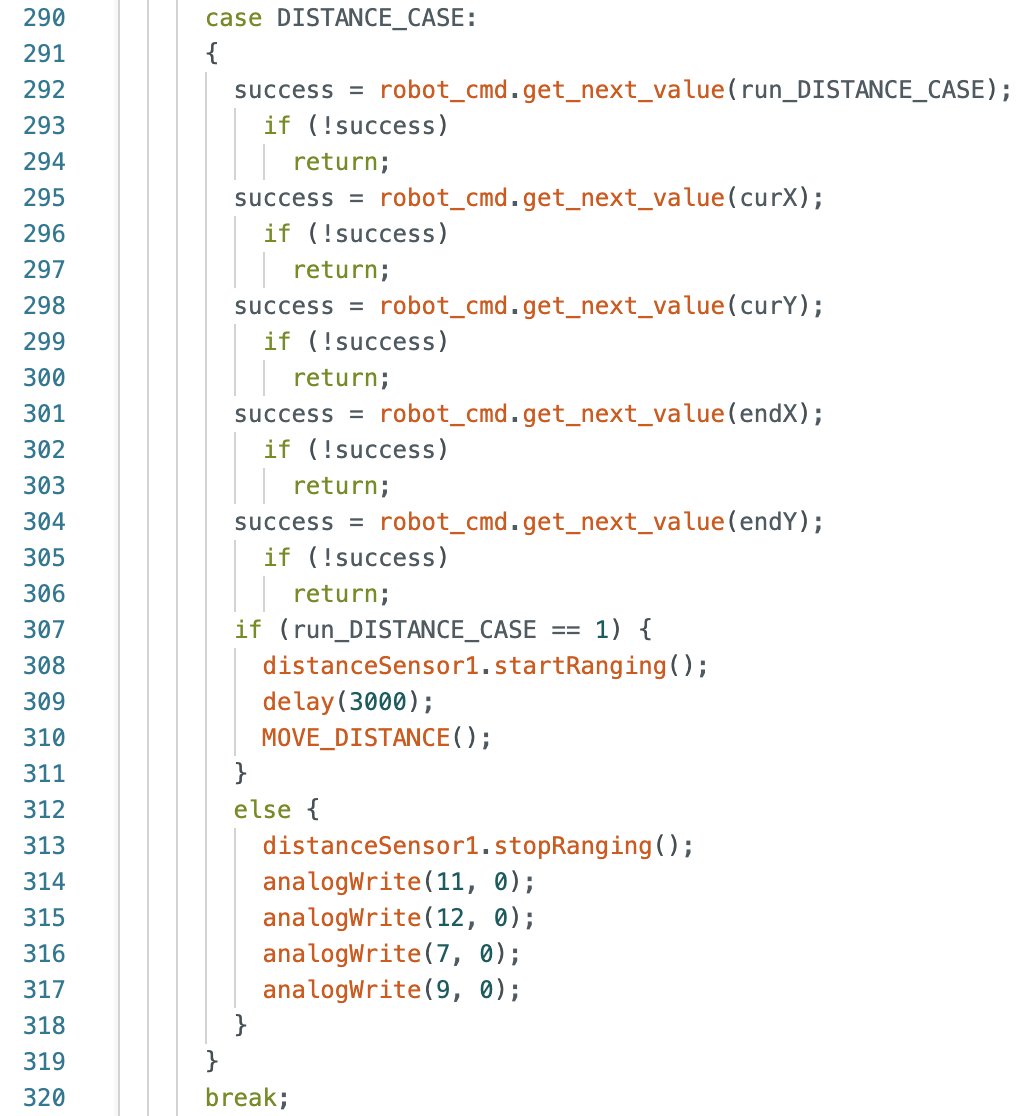 290 case DISTANCE_CASE:
291 {
292 success = robot_cmd.get_next_value(run_DISTANCE_CASE);
293 if (!success)
294 return;
295 success = robot_cmd.get_next_value(curX);
296 if (!success)
297 return;
298 success = robot_cmd.get_next_value(curY);
299 if (!success)
300 return;
301 success = robot_cmd.get_next_value(endX);
302 if (!success)
303 return;
304 success = robot_cmd.get_next_value(endY);
305 if (!success)
306 return;
307 if (run_DISTANCE_CASE == 1) {
308 distanceSensor1.startRanging();
309 delay(3000);
310 MOVE_DISTANCE();
311 }
312 else {
313 distanceSensor1.stopRanging();
314 analogWrite(11, 0);
315 analogWrite(12, 0);
316 analogWrite(7, 0);
317 analogWrite(9, 0);
318 }
319 }
320 break;